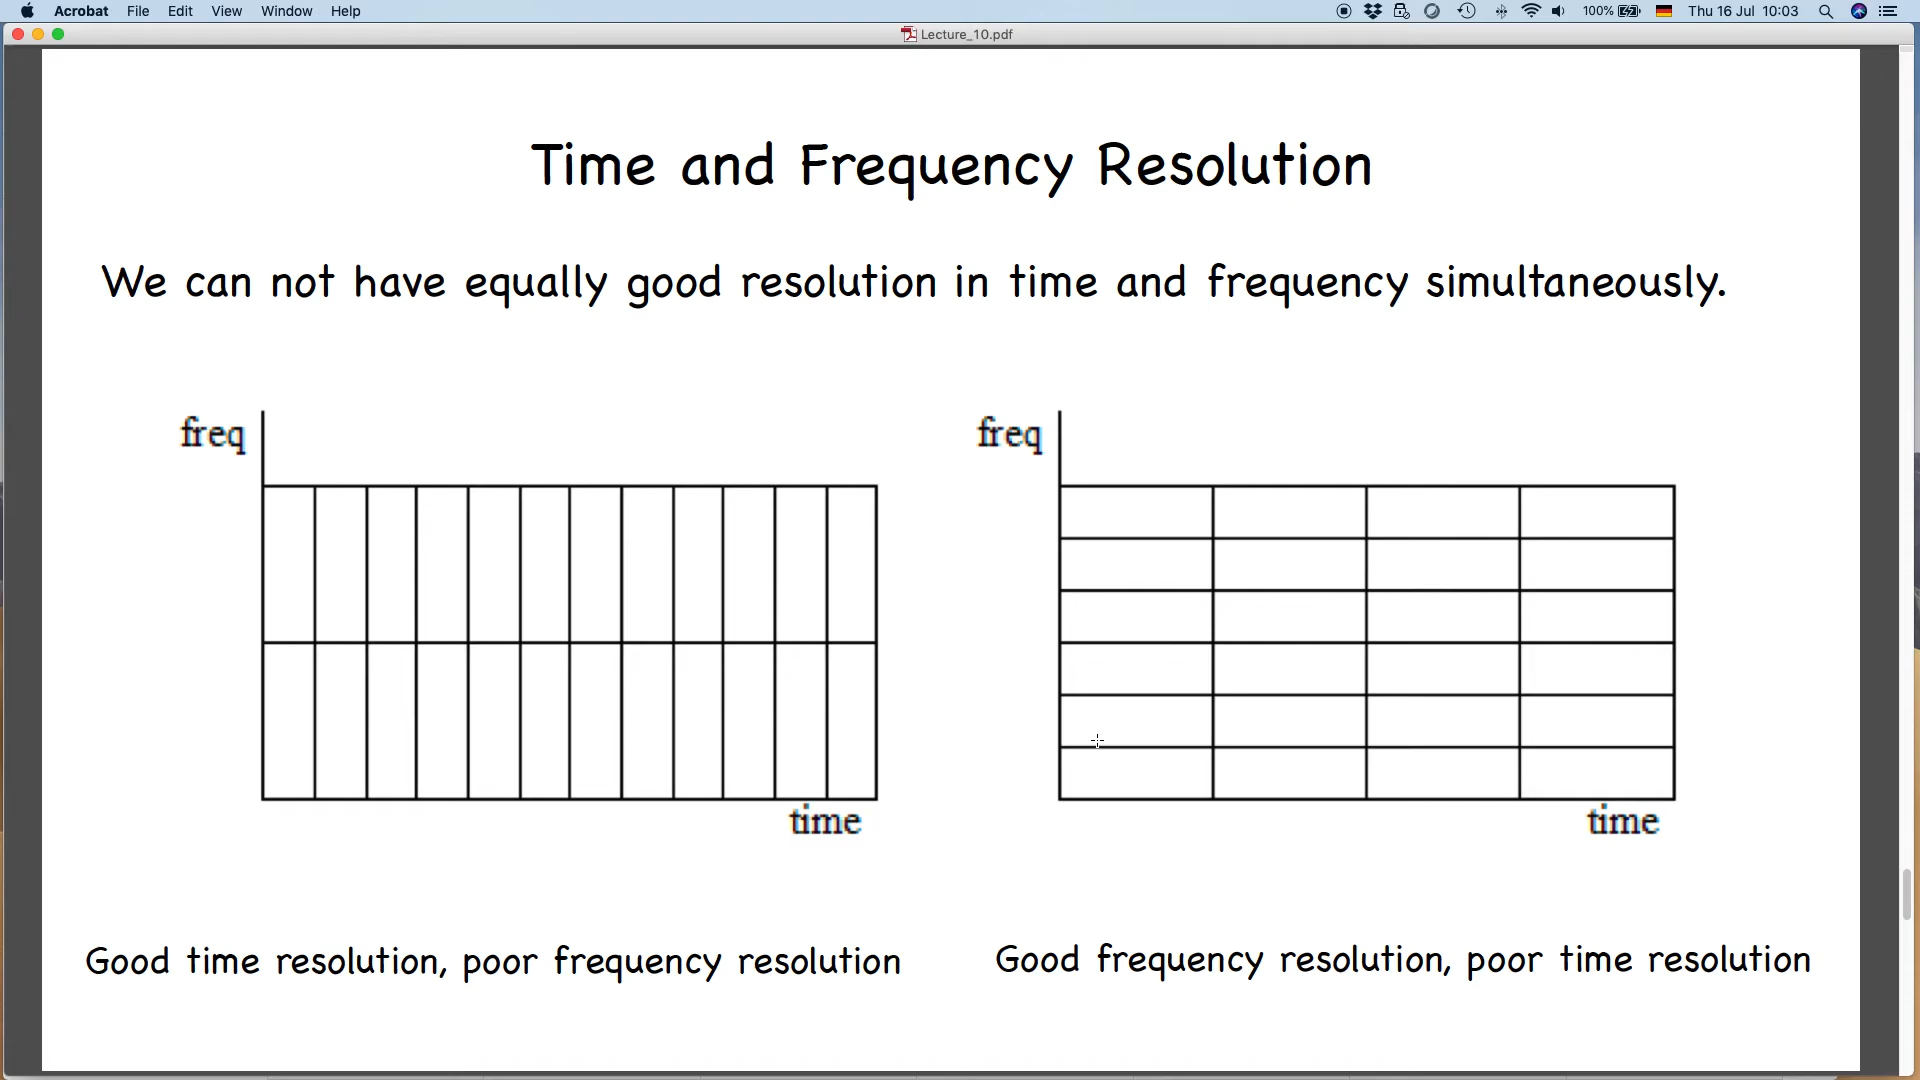 Acrobat File Edit View Window Help 100% Thu 16 Jul 10:03
Lecture_10.pdf
Time and Frequency Resolution
We can not have equally good resolution in time and frequency simultaneously.
freq
freq
time
time
Good time resolution, poor frequency resolution
Good frequency resolution, poor time resolution